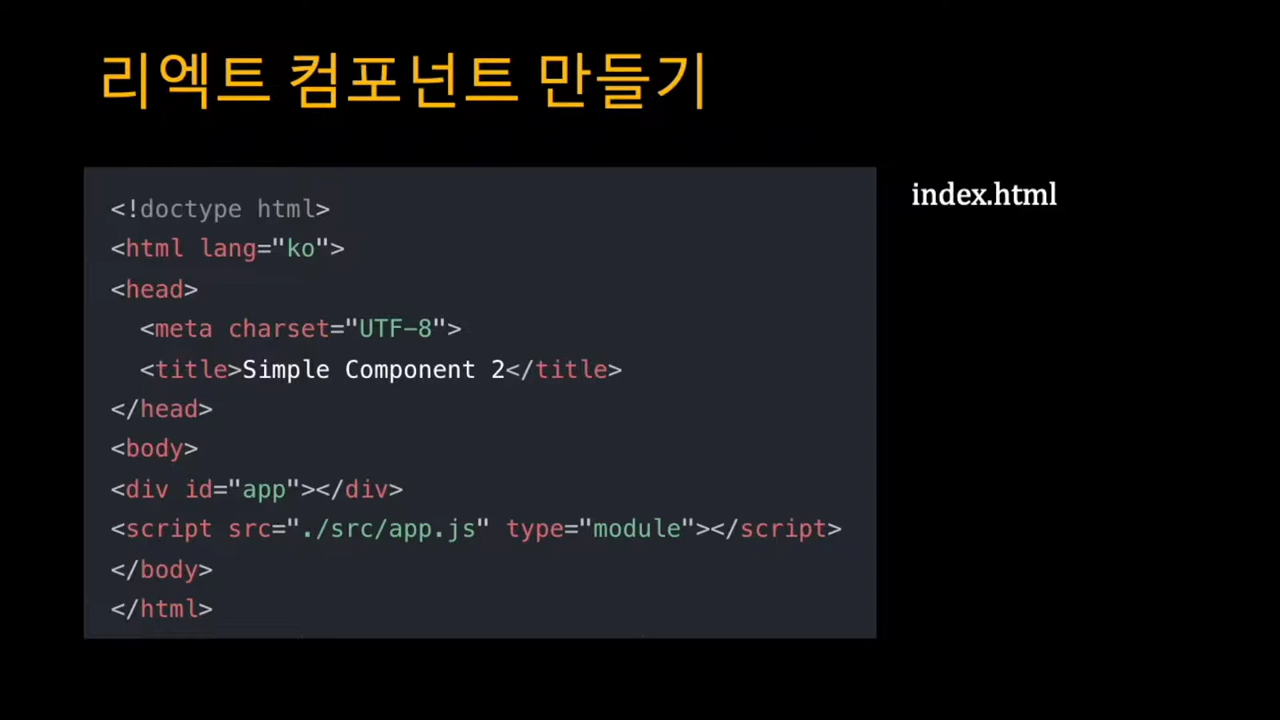 리엑트 컴포넌트 만들기
<!doctype html>
<html lang="ko">
<head>
  <meta charset="UTF-8">
  <title>Simple Component 2</title>
</head>
<body>
<div id="app"></div>
<script src="./src/app.js" type="module"></script>
</body>
</html>
index.html